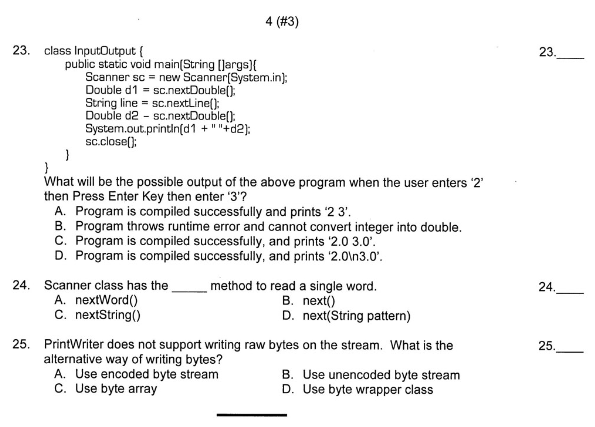 4 (#3)
23. class InputOutput { 23.____
public static void main(String []args){
Scanner sc = new Scanner(System.in);
Double d1 = sc.nextDouble();
String line = sc.nextLine();
Double d2 – sc.nextDouble();
System.out.println(d1 + " "+d2);
sc.close();
}
}
What will be the possible output of the above program when the user enters '2'
then Press Enter Key then enter '3'?
A. Program is compiled successfully and prints '2 3'.
B. Program throws runtime error and cannot convert integer into double.
C. Program is compiled successfully, and prints '2.0 3.0'.
D. Program is compiled successfully, and prints '2.0\n3.0'.
24. Scanner class has the _____ method to read a single word. 24.____
A. nextWord() B. next()
C. nextString() D. next(String pattern)
25. PrintWriter does not support writing raw bytes on the stream. What is the 25.____
alternative way of writing bytes?
A. Use encoded byte stream B. Use unencoded byte stream
C. Use byte array D. Use byte wrapper class